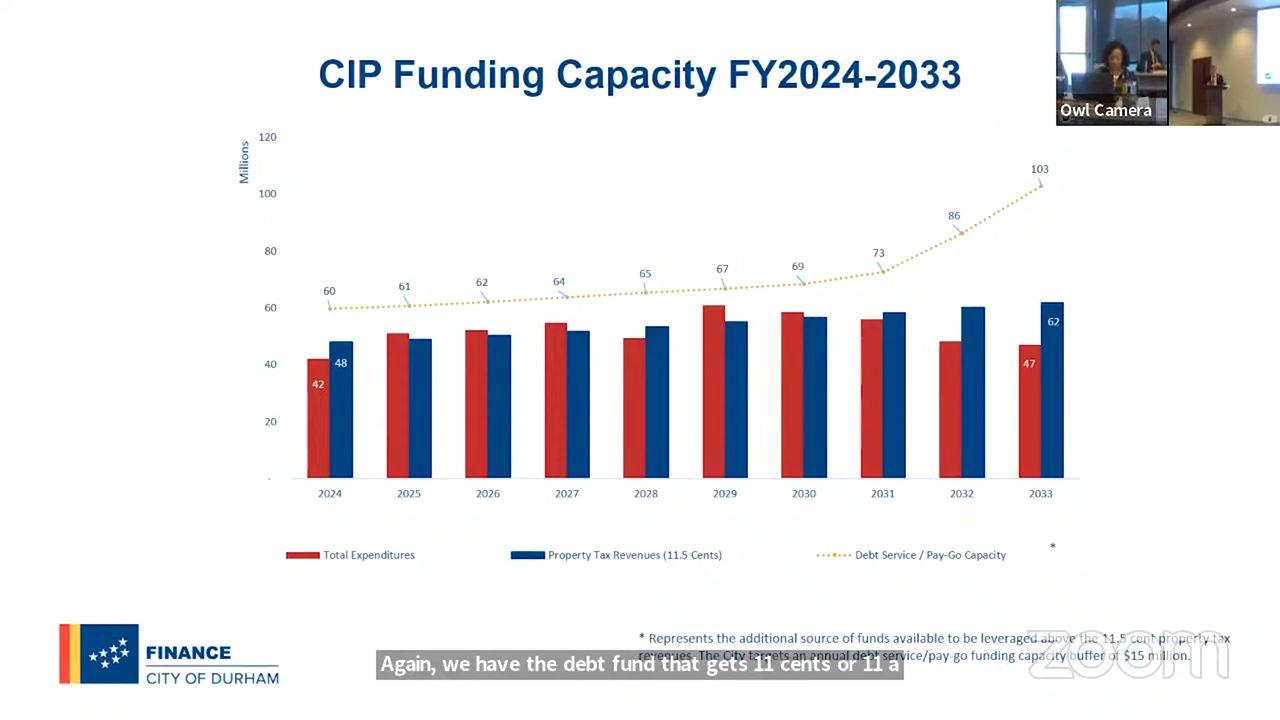 CIP Funding Capacity FY2024-2033
Owl Camera
Millions
120
100
80
60
40
20
-
60
61
62
64
65
67
69
73
86
103
42
48
47
62
2024
2025
2026
2027
2028
2029
2030
2031
2032
2033
Total Expenditures
Property Tax Revenues (11.5 Cents)
Debt Service / Pay-Go Capacity
*
FINANCE
CITY OF DURHAM
* Represents the additional source of funds available to be leveraged above the 11.5 cent property tax
revenues. The City targets an annual debt service/pay-go funding capacity buffer of $15 million.
Again, we have the debt fund that gets 11 cents or 11 a
zoom